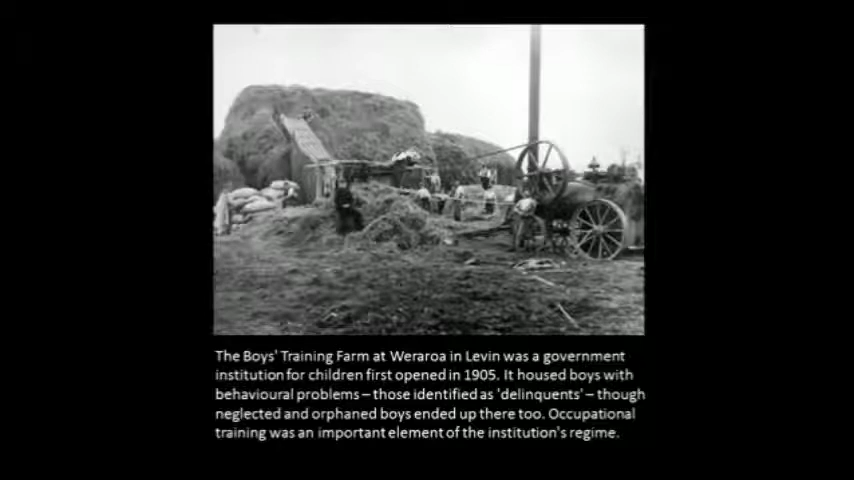 The Boys' Training Farm at Weraroa in Levin was a government
institution for children first opened in 1905. It housed boys with
behavioural problems – those identified as 'delinquents' – though
neglected and orphaned boys ended up there too. Occupational
training was an important element of the institution's regime.